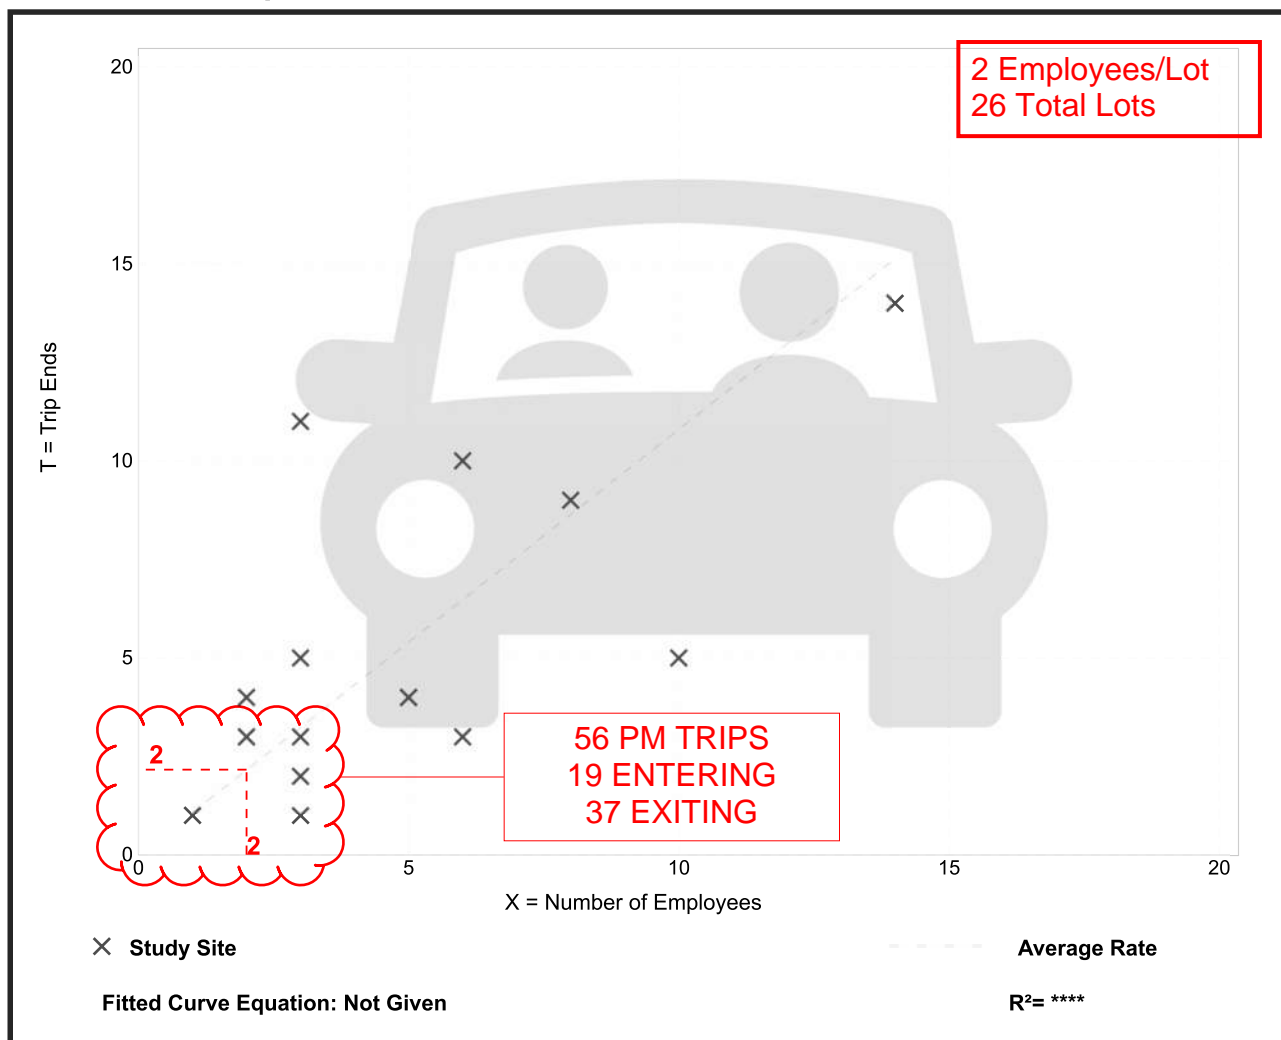 2 Employees/Lot
26 Total Lots
20
15
10
5
0
T = Trip Ends
2
2
56 PM TRIPS
19 ENTERING
37 EXITING
0
5
10
15
20
X = Number of Employees
Study Site
Average Rate
Fitted Curve Equation: Not Given
R²= ****